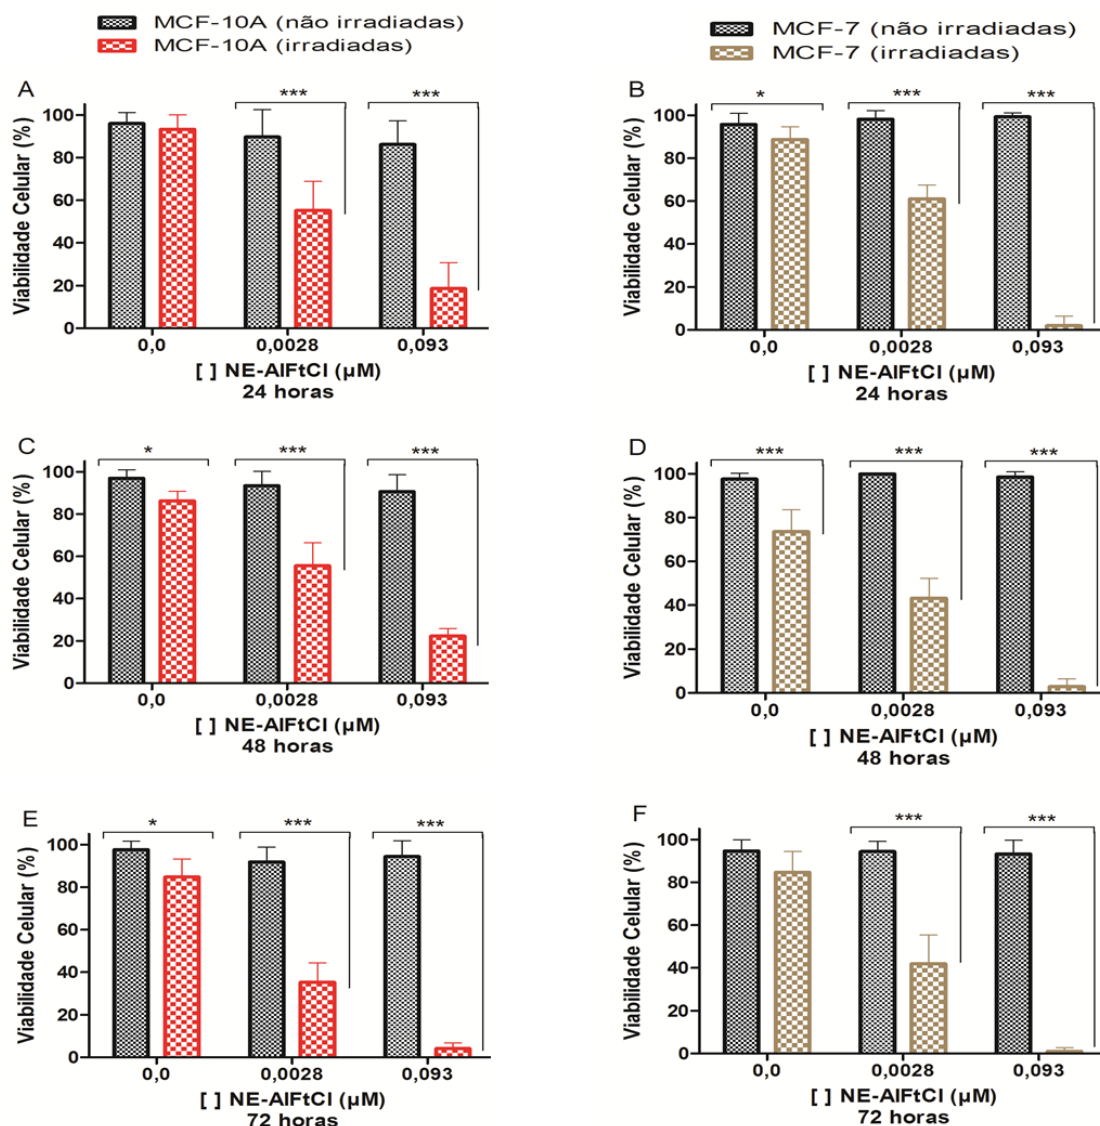 MCF-10A (não irradiadas)
MCF-10A (irradiadas)
MCF-7 (não irradiadas)
MCF-7 (irradiadas)
A
*** ***
Viabilidade Celular (%)
100
80
60
40
20
0
0,0 0,0028 0,093
[ ] NE-AlFtCl (µM)
24 horas
B
* *** ***
Viabilidade Celular (%)
100
80
60
40
20
0
0,0 0,0028 0,093
[ ] NE-AlFtCl (µM)
24 horas
C
* *** ***
Viabilidade Celular (%)
100
80
60
40
20
0
0,0 0,0028 0,093
[ ] NE-AlFtCl (µM)
48 horas
D
*** *** ***
Viabilidade Celular (%)
100
80
60
40
20
0
0,0 0,0028 0,093
[ ] NE-AlFtCl (µM)
48 horas
E
* *** ***
Viabilidade Celular (%)
100
80
60
40
20
0
0,0 0,0028 0,093
[ ] NE-AlFtCl (µM)
72 horas
F
*** ***
Viabilidade Celular (%)
100
80
60
40
20
0
0,0 0,0028 0,093
[ ] NE-AlFtCl (µM)
72 horas